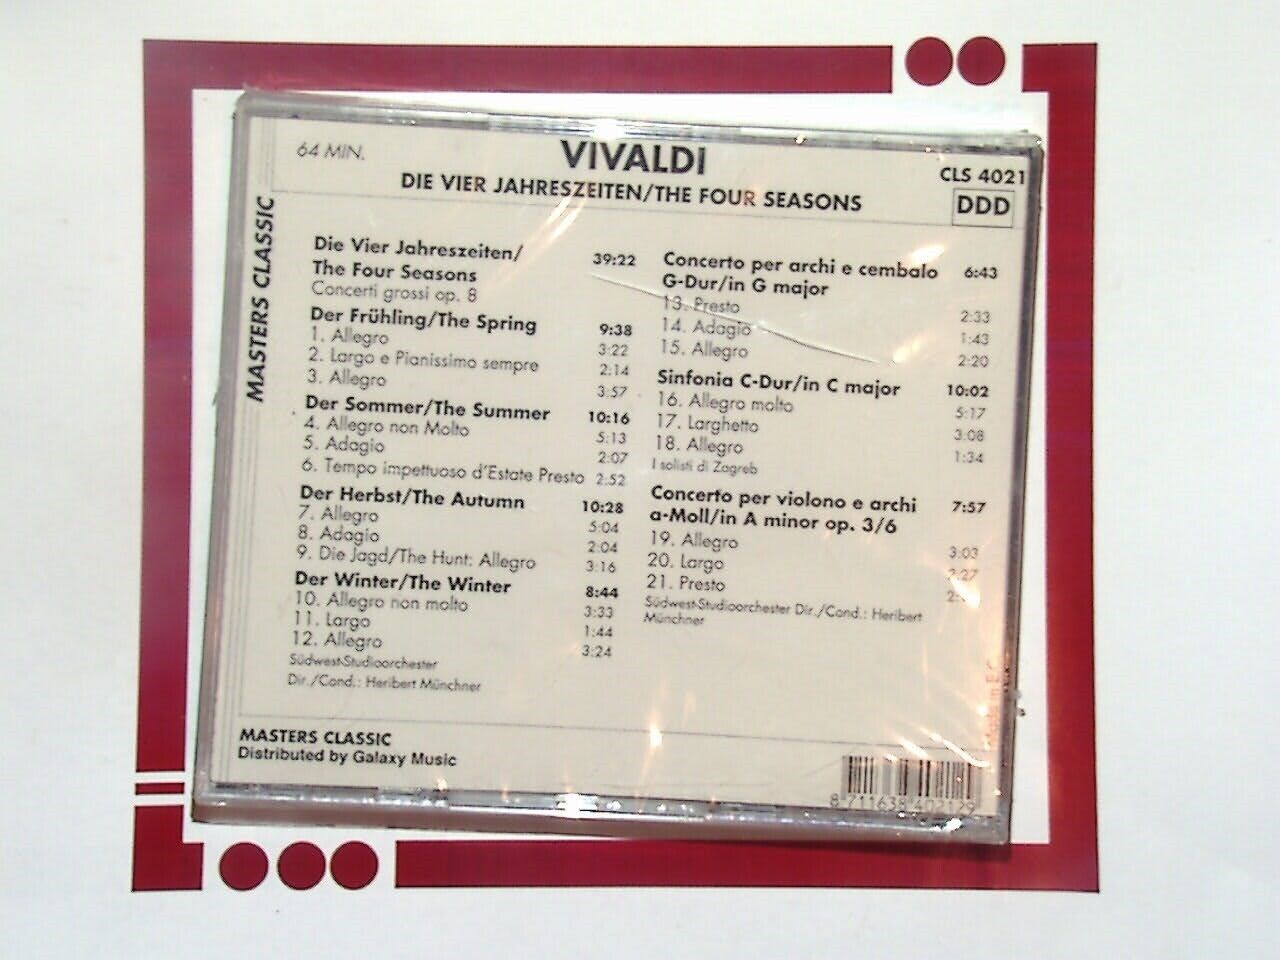 64 MIN.
VIVALDI
CLS 4021
DIE VIER JAHRESZEITEN/THE FOUR SEASONS
DDD
MASTERS CLASSIC
Die Vier Jahreszeiten/ 39:22
The Four Seasons
Concerti grossi op. 8
Der Frühling/The Spring 9:38
1. Allegro 3:22
2. Largo e Pianissimo sempre 2:14
3. Allegro 3:57
Der Sommer/The Summer 10:16
4. Allegro non Molto 5:13
5. Adagio 2:07
6. Tempo impettuoso d'Estate Presto 2:52
Der Herbst/The Autumn 10:28
7. Allegro 5:04
8. Adagio 2:04
9. Die Jagd/The Hunt: Allegro 3:16
Der Winter/The Winter 8:44
10. Allegro non molto 3:33
11. Largo 1:44
12. Allegro 3:24
Südwest-Studioorchester
Dir./Cond.: Heribert Münchner
Concerto per archi e cembalo 6:43
G-Dur/in G major
13. Presto 2:33
14. Adagio 1:43
15. Allegro 2:20
Sinfonia C-Dur/in C major 10:02
16. Allegro molto 5:17
17. Larghetto 3:08
18. Allegro 1:34
I solisti di Zagreb
Concerto per violono e archi 7:57
a-Moll/in A minor op. 3/6
19. Allegro 3:03
20. Largo 2:27
21. Presto
Südwest-Studioorchester Dir./Cond.: Heribert
Münchner
Made in E.C.
MASTERS CLASSIC
Distributed by Galaxy Music
8 711638 402129